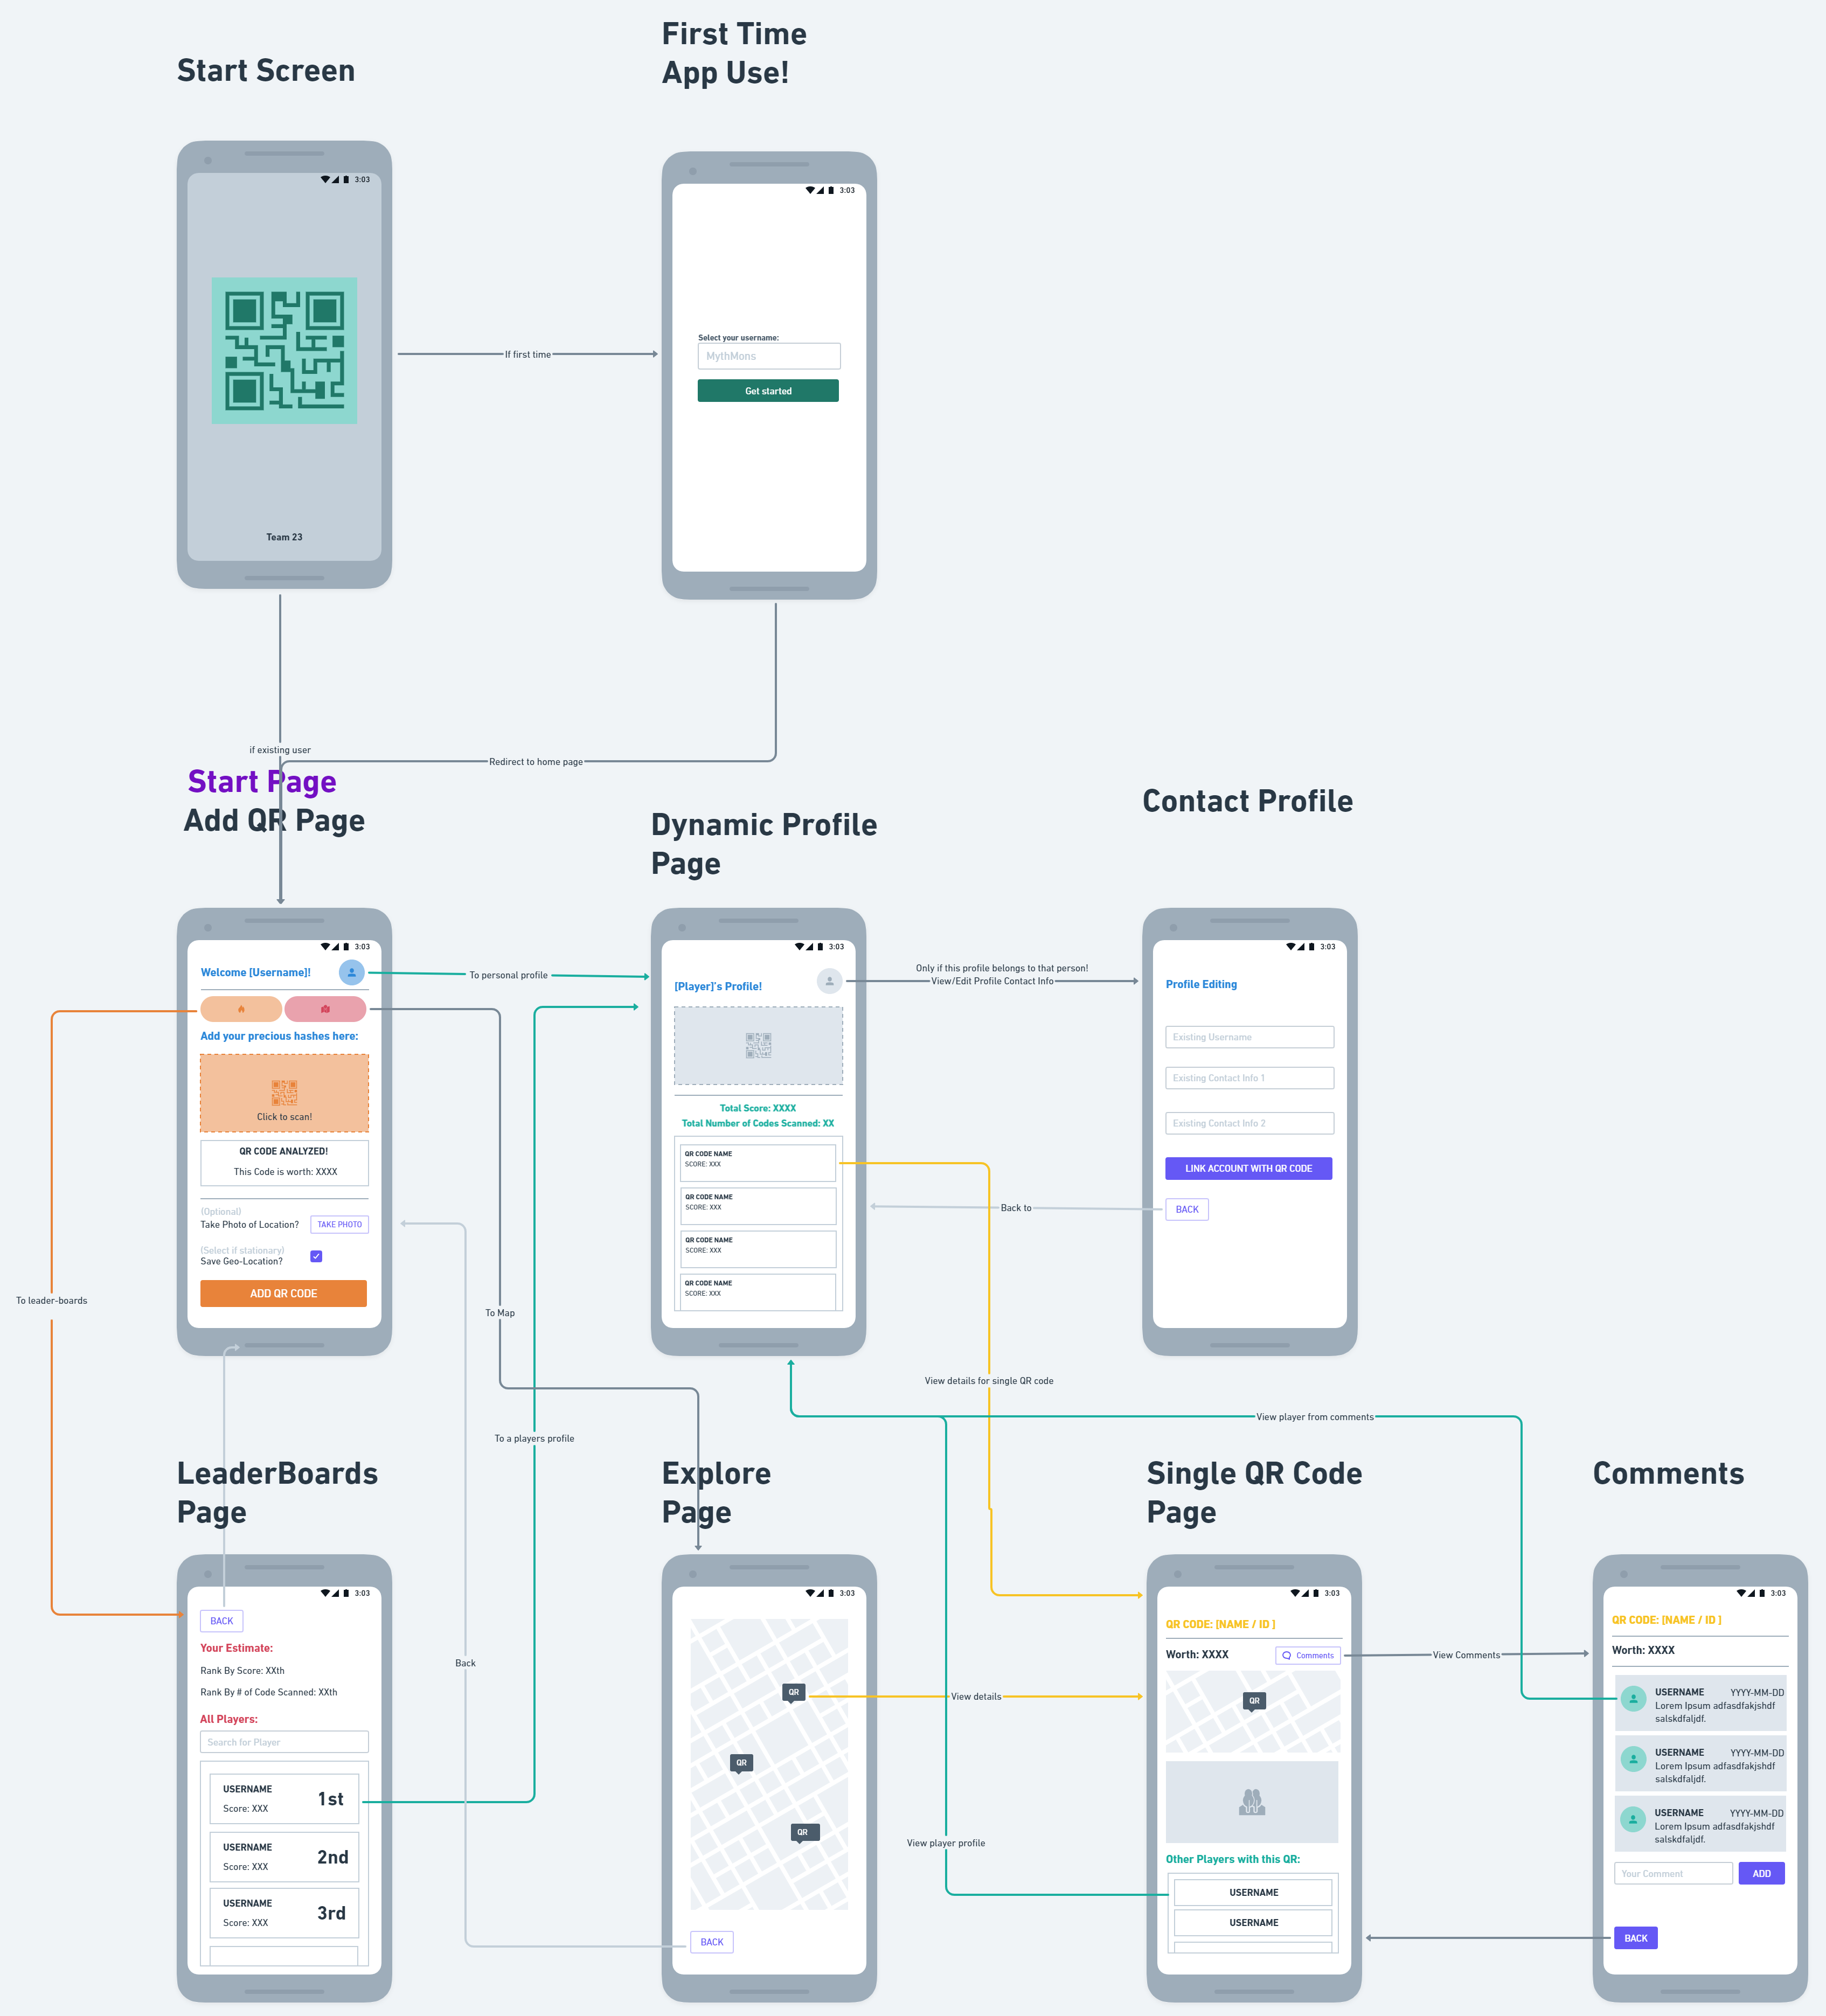 First Time
App Use!
Start Screen
3:03
3:03
Select your username:
MythMons
Get started
If first time
Team 23
if existing user
Redirect to home page
Start Page
Add QR Page
Dynamic Profile
Page
Contact Profile
3:03
Welcome [Username]!
Add your precious hashes here:
Click to scan!
QR CODE ANALYZED!
This Code is worth: XXXX
(Optional)
Take Photo of Location?
TAKE PHOTO
(Select if stationary)
Save Geo-Location?
ADD QR CODE
To personal profile
To leader-boards
To Map
To a players profile
Back
3:03
[Player]'s Profile!
Total Score: XXXX
Total Number of Codes Scanned: XX
QR CODE NAME
SCORE: XXX
QR CODE NAME
SCORE: XXX
QR CODE NAME
SCORE: XXX
QR CODE NAME
SCORE: XXX
Only if this profile belongs to that person!
View/Edit Profile Contact Info
Back to
3:03
Profile Editing
Existing Username
Existing Contact Info 1
Existing Contact Info 2
LINK ACCOUNT WITH QR CODE
BACK
View details for single QR code
View player from comments
LeaderBoards
Page
Explore
Page
Single QR Code
Page
Comments
3:03
BACK
Your Estimate:
Rank By Score: XXth
Rank By # of Code Scanned: XXth
All Players:
Search for Player
USERNAME
Score: XXX
1st
USERNAME
Score: XXX
2nd
USERNAME
Score: XXX
3rd
3:03
QR
QR
QR
BACK
View details
View player profile
3:03
QR CODE: [NAME / ID ]
Worth: XXXX
Comments
QR
Other Players with this QR:
USERNAME
USERNAME
View Comments
3:03
QR CODE: [NAME / ID ]
Worth: XXXX
USERNAME YYYY-MM-DD
Lorem Ipsum adfasdfakjshdf
salskdfaljdf.
USERNAME YYYY-MM-DD
Lorem Ipsum adfasdfakjshdf
salskdfaljdf.
USERNAME YYYY-MM-DD
Lorem Ipsum adfasdfakjshdf
salskdfaljdf.
Your Comment
ADD
BACK